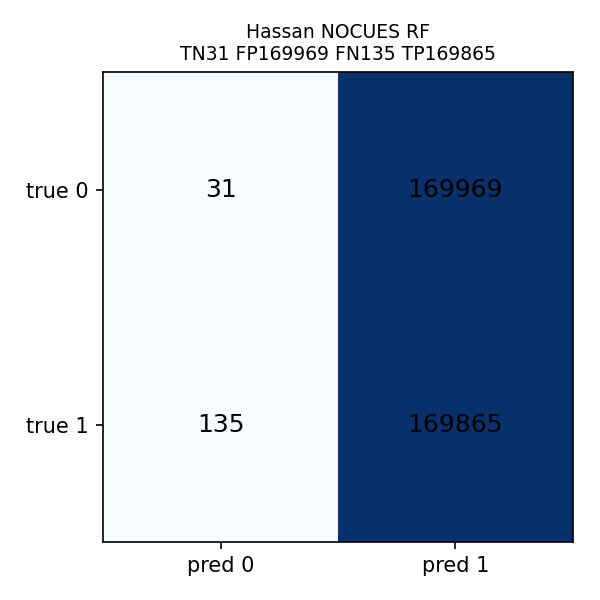 Hassan NOCUES RF
TN31 FP169969 FN135 TP169865
true 0
31
169969
true 1
135
169865
pred 0
pred 1